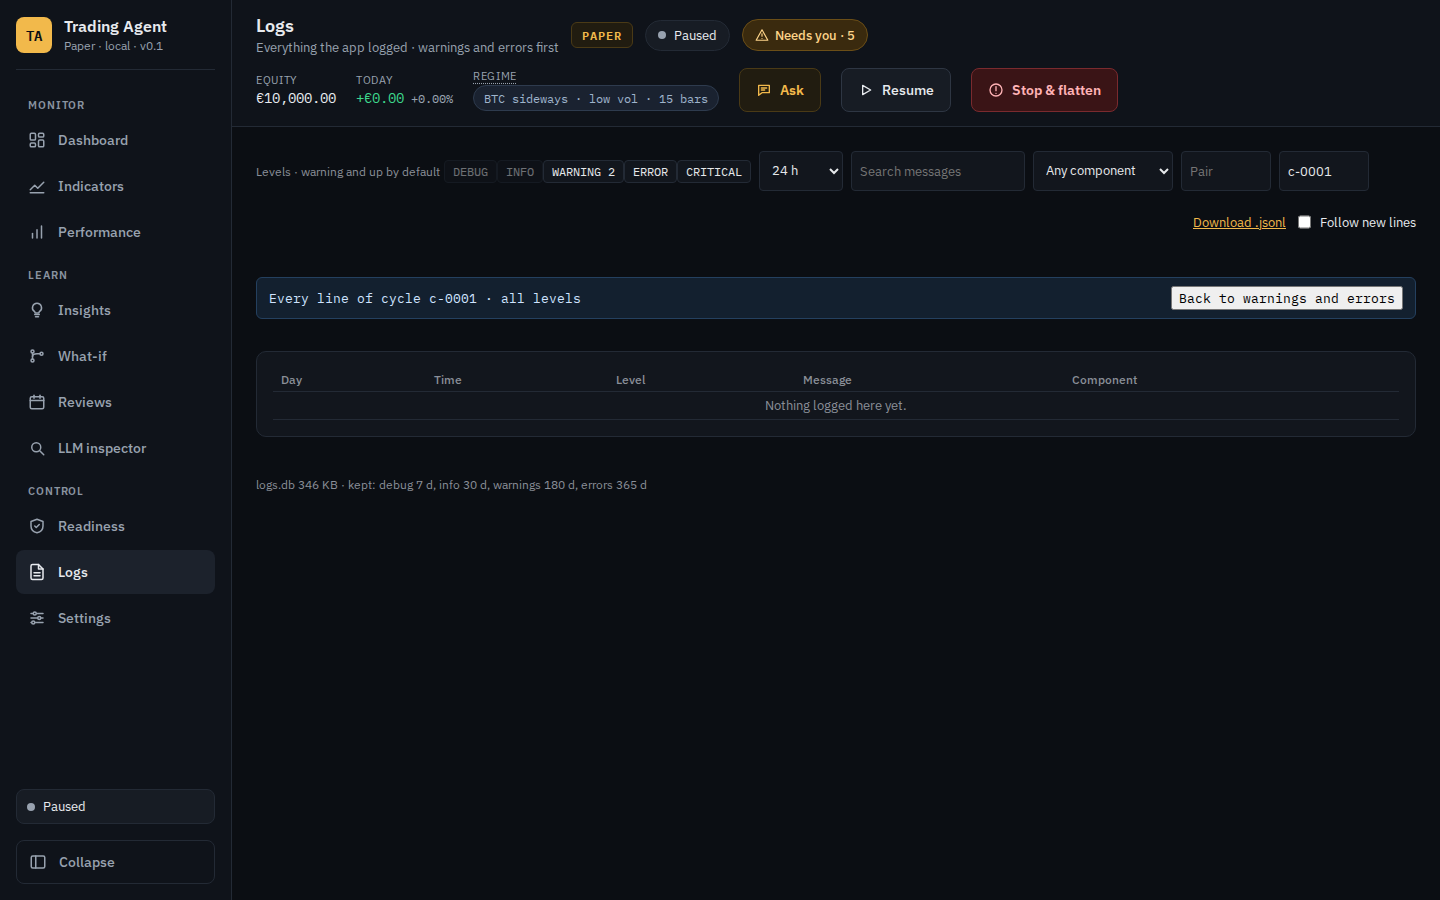 TA
Trading Agent
Paper · local · v0.1
MONITOR
Dashboard
Indicators
Performance
LEARN
Insights
What-if
Reviews
LLM inspector
CONTROL
Readiness
Logs
Settings
Paused
Collapse
Logs
Everything the app logged · warnings and errors first
PAPER
Paused
Needs you · 5
EQUITY
€10,000.00
TODAY
+€0.00 +0.00%
REGIME
BTC sideways · low vol · 15 bars
Ask
Resume
Stop & flatten
Levels · warning and up by default DEBUG INFO WARNING 2 ERROR CRITICAL 24 h Search messages Any component Pair c-0001
Download .jsonl Follow new lines
Every line of cycle c-0001 · all levels Back to warnings and errors
Day Time Level Message Component
Nothing logged here yet.
logs.db 346 KB · kept: debug 7 d, info 30 d, warnings 180 d, errors 365 d